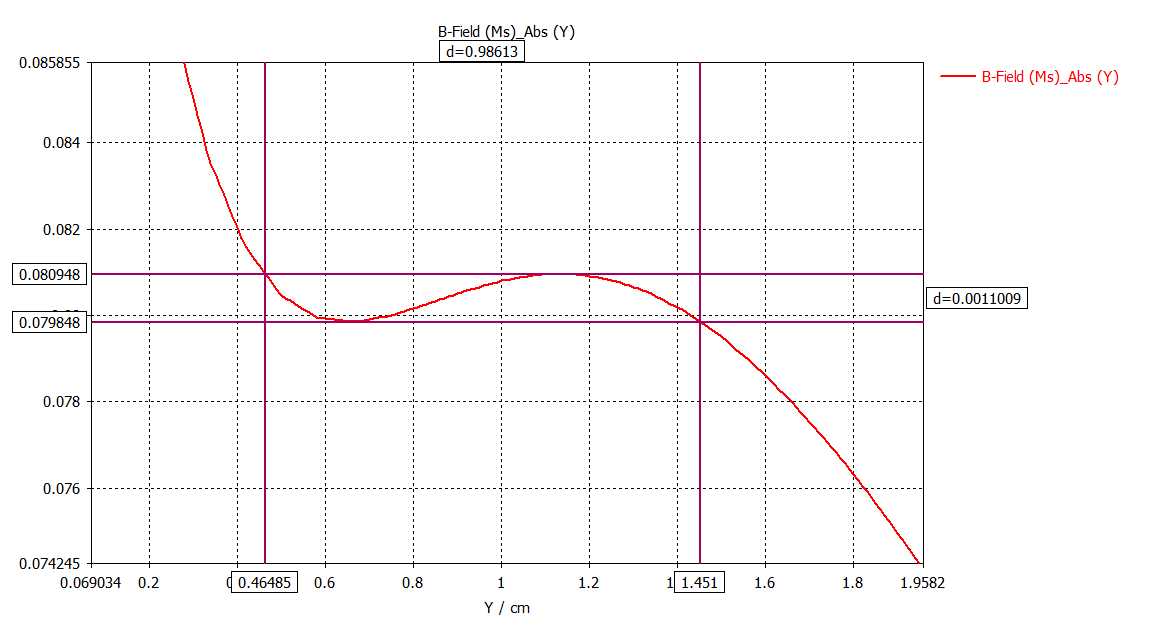 B-Field (Ms)_Abs (Y)
d=0.98613
B-Field (Ms)_Abs (Y)
0.085855
0.084
0.082
0.080948
d=0.0011009
0.079848
0.078
0.076
0.074245
0.069034 0.2 0.46485 0.6 0.8 1 1.2 1.451 1.6 1.8 1.9582
Y / cm